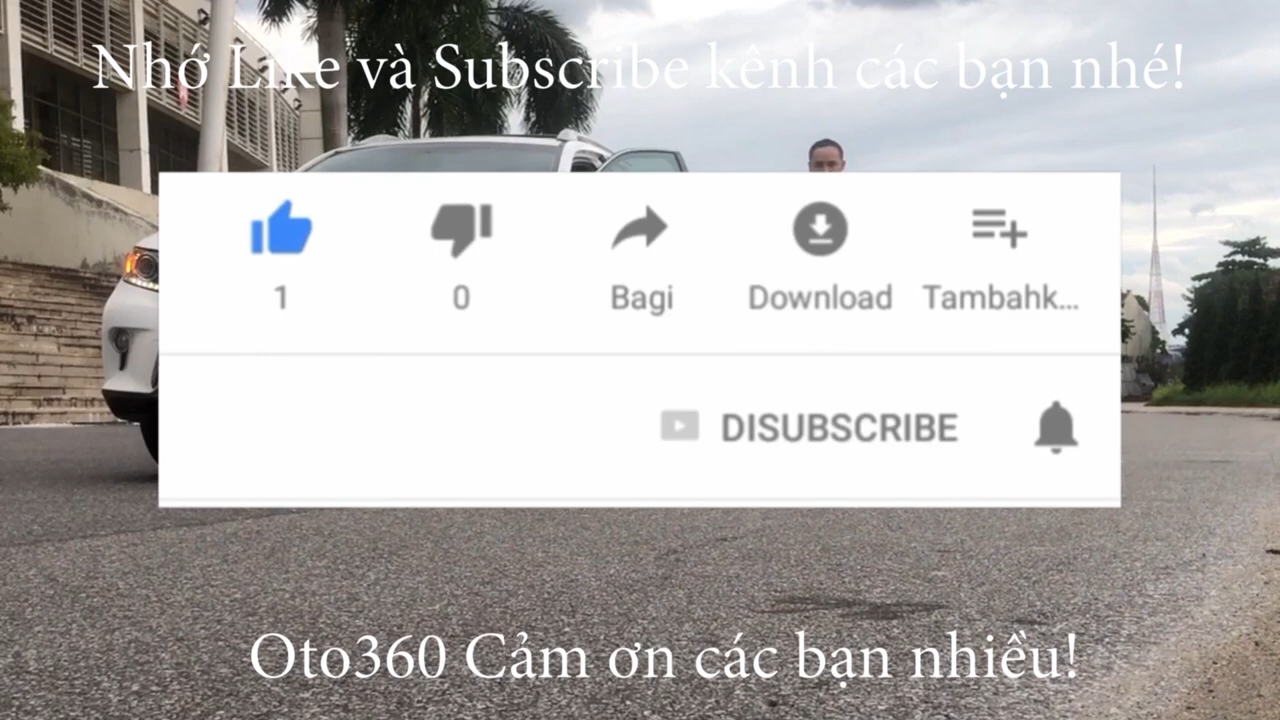 Nhớ Like và Subscribe kênh các bạn nhé!
1 0 Bagi Download Tambahk...
DISUBSCRIBE
Oto360 Cảm ơn các bạn nhiều!